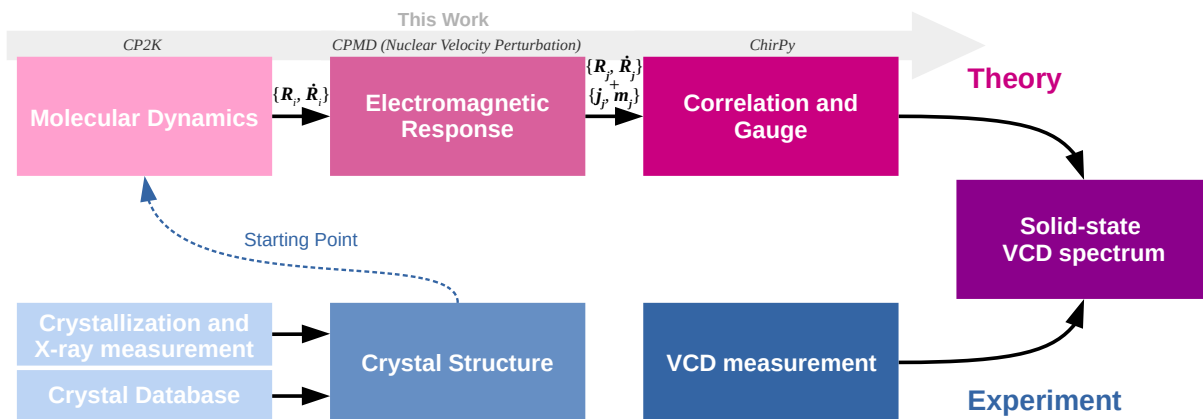 This Work
CP2K
CPMD (Nuclear Velocity Perturbation)
ChirPy
Molecular Dynamics
{Rᵢ, Ṙᵢ}
Electromagnetic
Response
{Rⱼ, Ṙⱼ}
+
{jⱼ, mⱼ}
Correlation and
Gauge
Theory
Starting Point
Solid-state
VCD spectrum
Crystallization and
X-ray measurement
Crystal Database
Crystal Structure
VCD measurement
Experiment